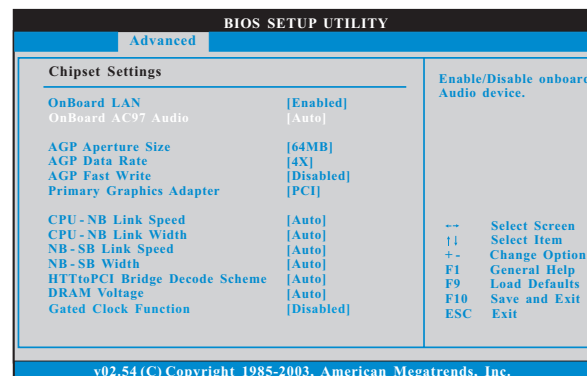 BIOS SETUP UTILITY
Advanced
Chipset Settings
OnBoard LAN [Enabled]
OnBoard AC97 Audio [Auto]
AGP Aperture Size [64MB]
AGP Data Rate [4X]
AGP Fast Write [Disabled]
Primary Graphics Adapter [PCI]
CPU - NB Link Speed [Auto]
CPU - NB Link Width [Auto]
NB - SB Link Speed [Auto]
NB - SB Width [Auto]
HTTtoPCI Bridge Decode Scheme [Auto]
DRAM Voltage [Auto]
Gated Clock Function [Disabled]
Enable/Disable onboard
Audio device.
←→ Select Screen
↑↓ Select Item
+ - Change Option
F1 General Help
F9 Load Defaults
F10 Save and Exit
ESC Exit
v02.54 (C) Copyright 1985-2003, American Megatrends, Inc.